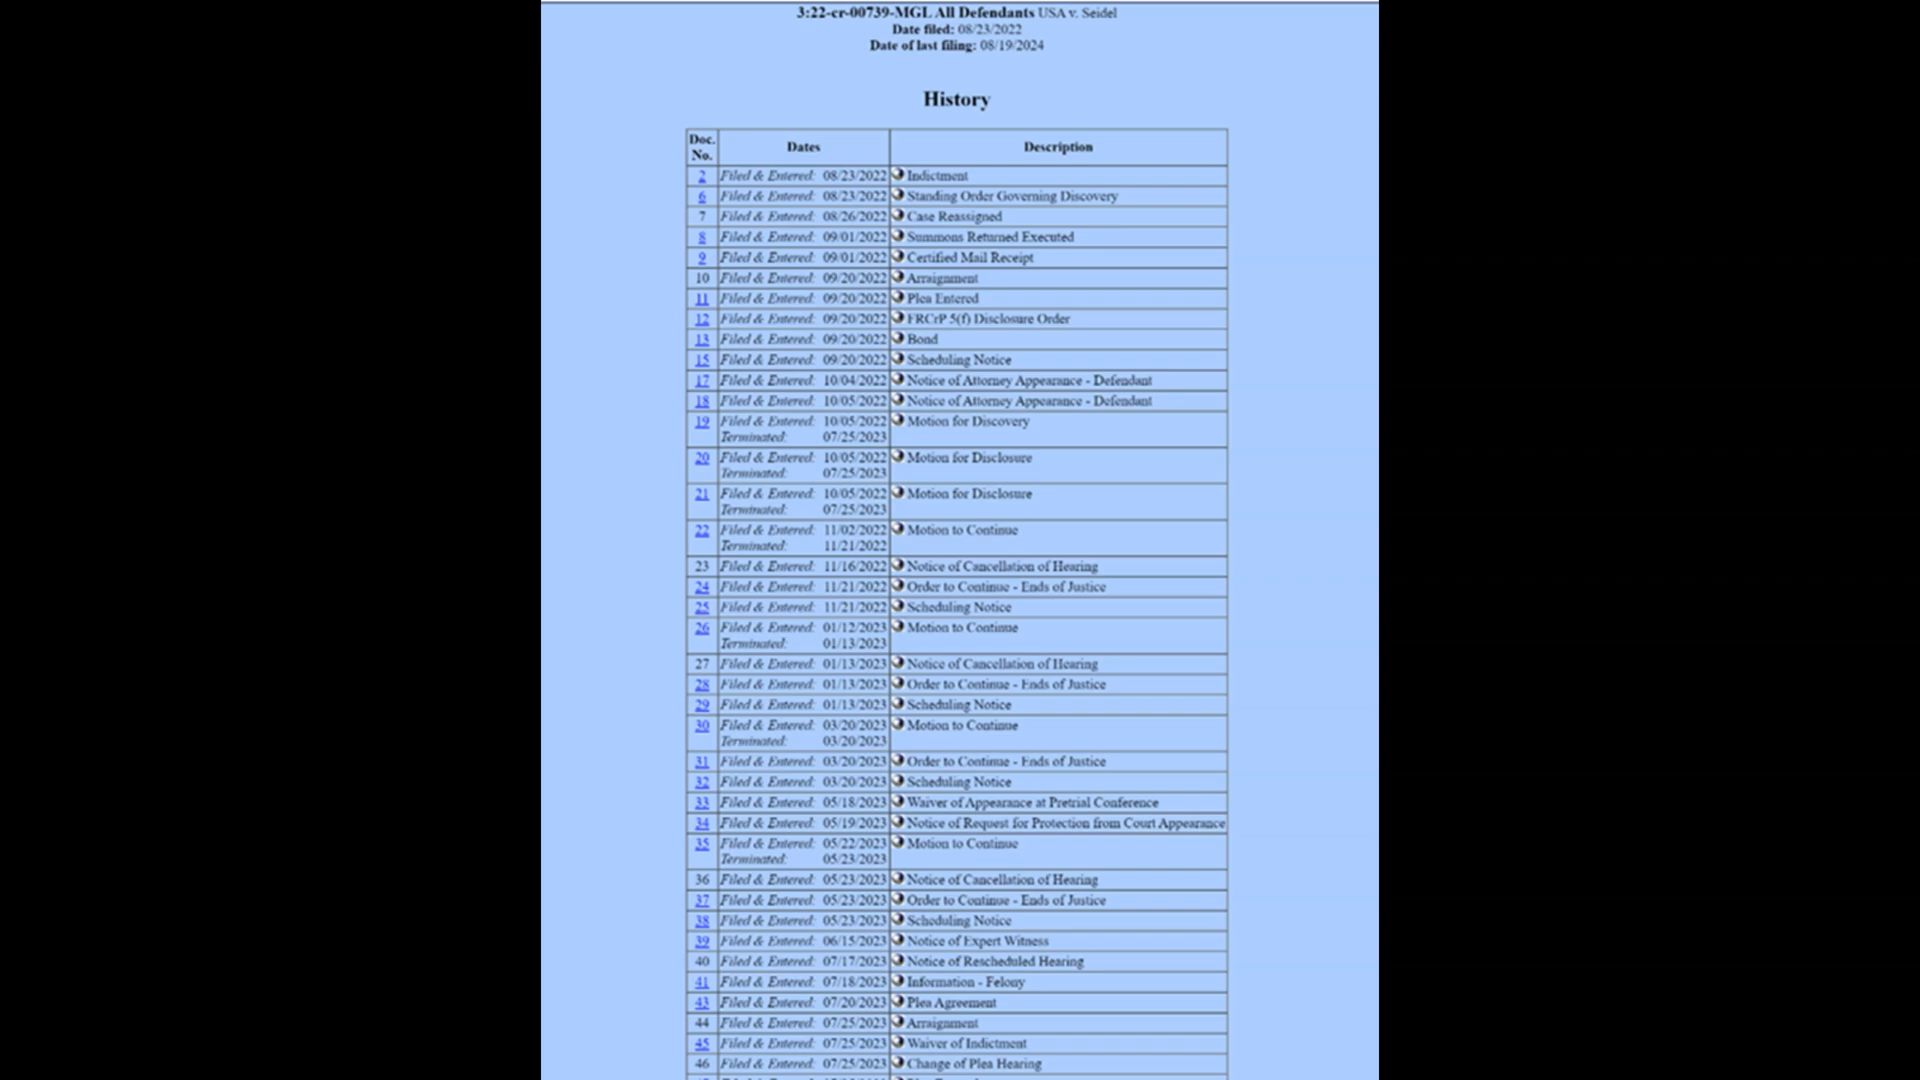 3:22-cr-00739-MGL All Defendants USA v. Seidel
Date filed: 08/23/2022
Date of last filing: 08/19/2024
History
Doc. No. Dates Description
2 Filed & Entered: 08/23/2022 Indictment
6 Filed & Entered: 08/23/2022 Standing Order Governing Discovery
7 Filed & Entered: 08/26/2022 Case Reassigned
8 Filed & Entered: 09/01/2022 Summons Returned Executed
9 Filed & Entered: 09/01/2022 Certified Mail Receipt
10 Filed & Entered: 09/20/2022 Arraignment
11 Filed & Entered: 09/20/2022 Plea Entered
12 Filed & Entered: 09/20/2022 FRCrP 5(f) Disclosure Order
13 Filed & Entered: 09/20/2022 Bond
15 Filed & Entered: 09/20/2022 Scheduling Notice
17 Filed & Entered: 10/04/2022 Notice of Attorney Appearance - Defendant
18 Filed & Entered: 10/05/2022 Notice of Attorney Appearance - Defendant
19 Filed & Entered: 10/05/2022 Motion for Discovery
Terminated: 07/25/2023
20 Filed & Entered: 10/05/2022 Motion for Disclosure
Terminated: 07/25/2023
21 Filed & Entered: 10/05/2022 Motion for Disclosure
Terminated: 07/25/2023
22 Filed & Entered: 11/02/2022 Motion to Continue
Terminated: 11/21/2022
23 Filed & Entered: 11/16/2022 Notice of Cancellation of Hearing
24 Filed & Entered: 11/21/2022 Order to Continue - Ends of Justice
25 Filed & Entered: 11/21/2022 Scheduling Notice
26 Filed & Entered: 01/12/2023 Motion to Continue
Terminated: 01/13/2023
27 Filed & Entered: 01/13/2023 Notice of Cancellation of Hearing
28 Filed & Entered: 01/13/2023 Order to Continue - Ends of Justice
29 Filed & Entered: 01/13/2023 Scheduling Notice
30 Filed & Entered: 03/20/2023 Motion to Continue
Terminated: 03/20/2023
31 Filed & Entered: 03/20/2023 Order to Continue - Ends of Justice
32 Filed & Entered: 03/20/2023 Scheduling Notice
33 Filed & Entered: 05/18/2023 Waiver of Appearance at Pretrial Conference
34 Filed & Entered: 05/19/2023 Notice of Request for Protection from Court Appearance
35 Filed & Entered: 05/22/2023 Motion to Continue
Terminated: 05/23/2023
36 Filed & Entered: 05/23/2023 Notice of Cancellation of Hearing
37 Filed & Entered: 05/23/2023 Order to Continue - Ends of Justice
38 Filed & Entered: 05/23/2023 Scheduling Notice
39 Filed & Entered: 06/15/2023 Notice of Expert Witness
40 Filed & Entered: 07/17/2023 Notice of Rescheduled Hearing
41 Filed & Entered: 07/18/2023 Information - Felony
43 Filed & Entered: 07/20/2023 Plea Agreement
44 Filed & Entered: 07/25/2023 Arraignment
45 Filed & Entered: 07/25/2023 Waiver of Indictment
46 Filed & Entered: 07/25/2023 Change of Plea Hearing